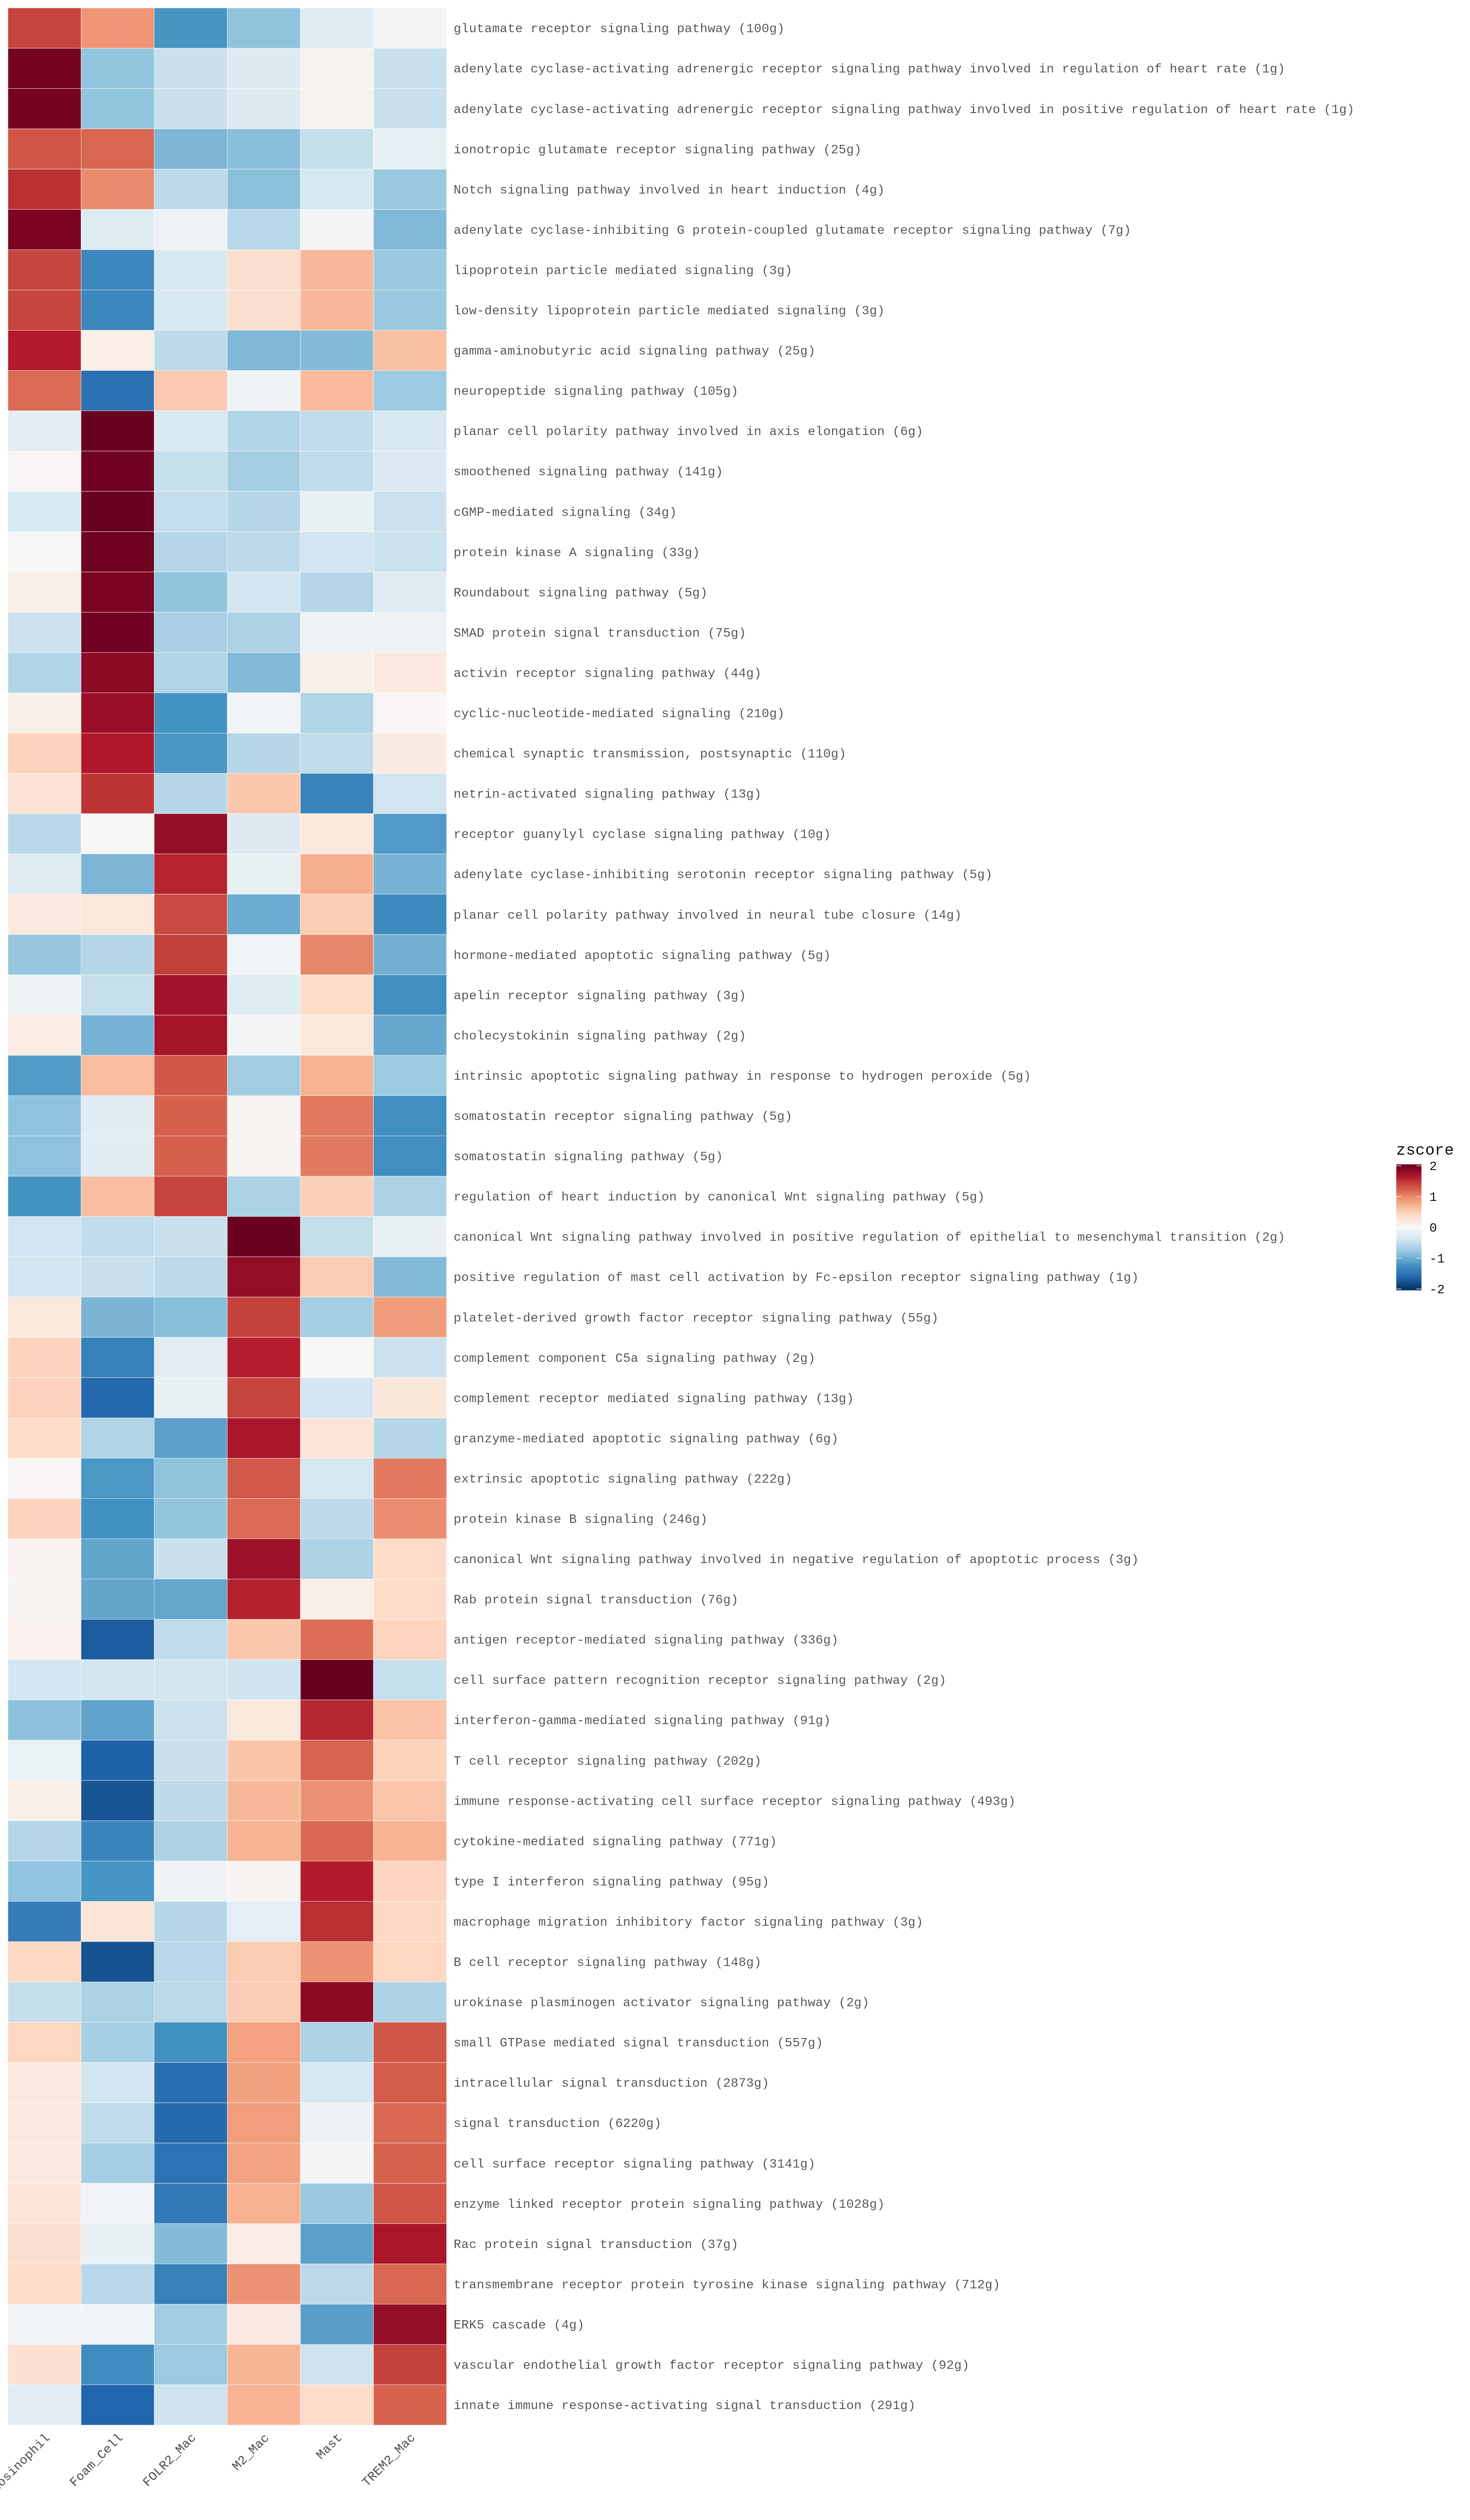 glutamate receptor signaling pathway (100g)
adenylate cyclase-activating adrenergic receptor signaling pathway involved in regulation of heart rate (1g)
adenylate cyclase-activating adrenergic receptor signaling pathway involved in positive regulation of heart rate (1g)
ionotropic glutamate receptor signaling pathway (25g)
Notch signaling pathway involved in heart induction (4g)
adenylate cyclase-inhibiting G protein-coupled glutamate receptor signaling pathway (7g)
lipoprotein particle mediated signaling (3g)
low-density lipoprotein particle mediated signaling (3g)
gamma-aminobutyric acid signaling pathway (25g)
neuropeptide signaling pathway (105g)
planar cell polarity pathway involved in axis elongation (6g)
smoothened signaling pathway (141g)
cGMP-mediated signaling (34g)
protein kinase A signaling (33g)
Roundabout signaling pathway (5g)
SMAD protein signal transduction (75g)
activin receptor signaling pathway (44g)
cyclic-nucleotide-mediated signaling (210g)
chemical synaptic transmission, postsynaptic (110g)
netrin-activated signaling pathway (13g)
receptor guanylyl cyclase signaling pathway (10g)
adenylate cyclase-inhibiting serotonin receptor signaling pathway (5g)
planar cell polarity pathway involved in neural tube closure (14g)
hormone-mediated apoptotic signaling pathway (5g)
apelin receptor signaling pathway (3g)
cholecystokinin signaling pathway (2g)
intrinsic apoptotic signaling pathway in response to hydrogen peroxide (5g)
somatostatin receptor signaling pathway (5g)
somatostatin signaling pathway (5g)
regulation of heart induction by canonical Wnt signaling pathway (5g)
canonical Wnt signaling pathway involved in positive regulation of epithelial to mesenchymal transition (2g)
positive regulation of mast cell activation by Fc-epsilon receptor signaling pathway (1g)
platelet-derived growth factor receptor signaling pathway (55g)
complement component C5a signaling pathway (2g)
complement receptor mediated signaling pathway (13g)
granzyme-mediated apoptotic signaling pathway (6g)
extrinsic apoptotic signaling pathway (222g)
protein kinase B signaling (246g)
canonical Wnt signaling pathway involved in negative regulation of apoptotic process (3g)
Rab protein signal transduction (76g)
antigen receptor-mediated signaling pathway (336g)
cell surface pattern recognition receptor signaling pathway (2g)
interferon-gamma-mediated signaling pathway (91g)
T cell receptor signaling pathway (202g)
immune response-activating cell surface receptor signaling pathway (493g)
cytokine-mediated signaling pathway (771g)
type I interferon signaling pathway (95g)
macrophage migration inhibitory factor signaling pathway (3g)
B cell receptor signaling pathway (148g)
urokinase plasminogen activator signaling pathway (2g)
small GTPase mediated signal transduction (557g)
intracellular signal transduction (2873g)
signal transduction (6220g)
cell surface receptor signaling pathway (3141g)
enzyme linked receptor protein signaling pathway (1028g)
Rac protein signal transduction (37g)
transmembrane receptor protein tyrosine kinase signaling pathway (712g)
ERK5 cascade (4g)
vascular endothelial growth factor receptor signaling pathway (92g)
innate immune response-activating signal transduction (291g)
osinophil
Foam_Cell
FOLR2_Mac
M2_Mac
Mast
TREM2_Mac
zscore
2
1
0
-1
-2